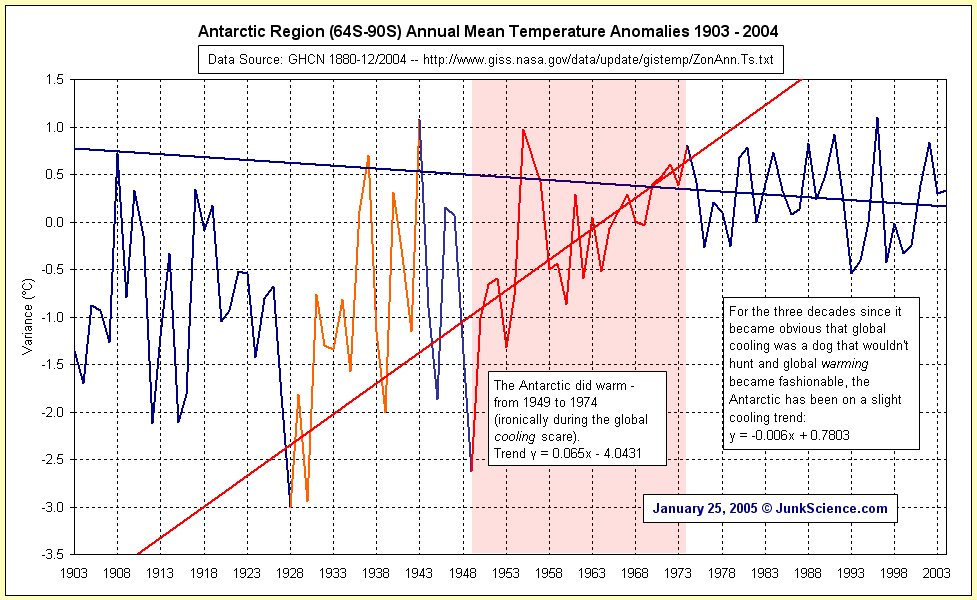 Antarctic Region (64S-90S) Annual Mean Temperature Anomalies 1903 - 2004
Data Source: GHCN 1880-12/2004 -- http://www.giss.nasa.gov/data/update/gistemp/ZonAnn.Ts.txt
1.5
1.0
0.5
0.0
-0.5
-1.0
-1.5
-2.0
-2.5
-3.0
-3.5
Variance (°C)
For the three decades since it
became obvious that global
cooling was a dog that wouldn't
hunt and global warming
became fashionable, the
Antarctic has been on a slight
cooling trend:
y = -0.006x + 0.7803
The Antarctic did warm -
from 1949 to 1974
(ironically during the global
cooling scare).
Trend y = 0.065x - 4.0431
January 25, 2005 © JunkScience.com
1903 1908 1913 1918 1923 1928 1933 1938 1943 1948 1953 1958 1963 1968 1973 1978 1983 1988 1993 1998 2003